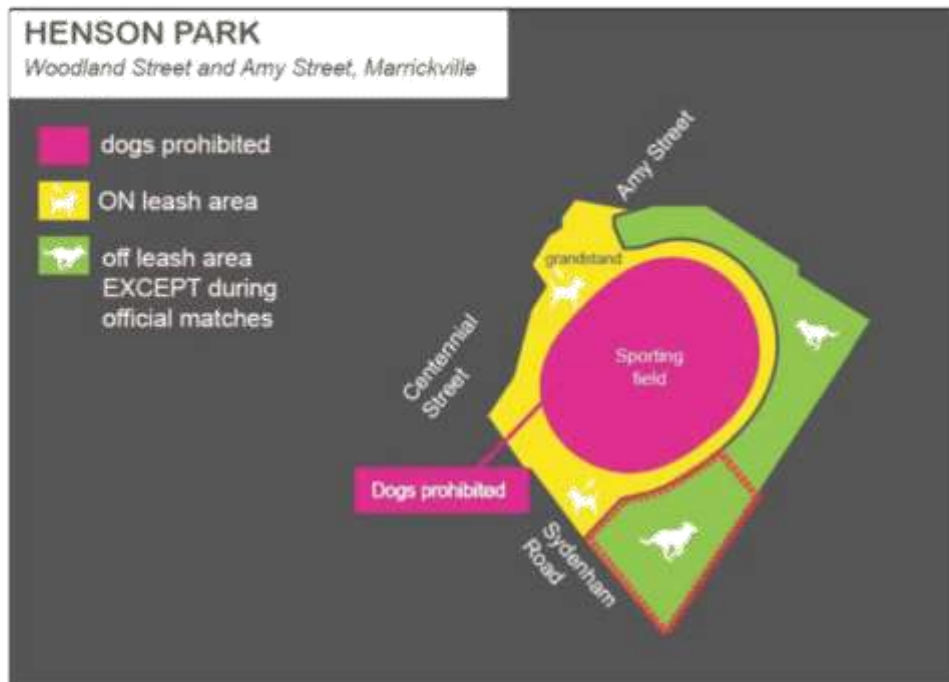 HENSON PARK
Woodland Street and Amy Street, Marrickville
dogs prohibited
ON leash area
off leash area
EXCEPT during
official matches
Amy Street
grandstand
Sporting
field
Centennial
Street
Dogs prohibited
Sydenham
Road